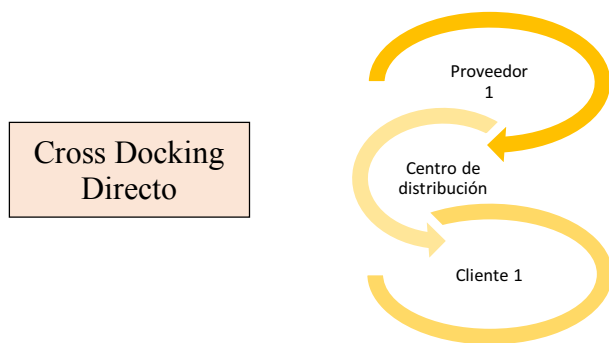 Cross Docking
Directo
Proveedor
1
Centro de
distribución
Cliente 1